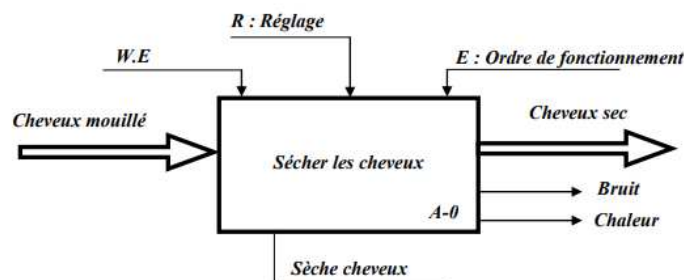 R : Réglage
W.E
E : Ordre de fonctionnement
Cheveux mouillé
Cheveux sec
Sécher les cheveux
Bruit
A-0
Chaleur
Sèche cheveux